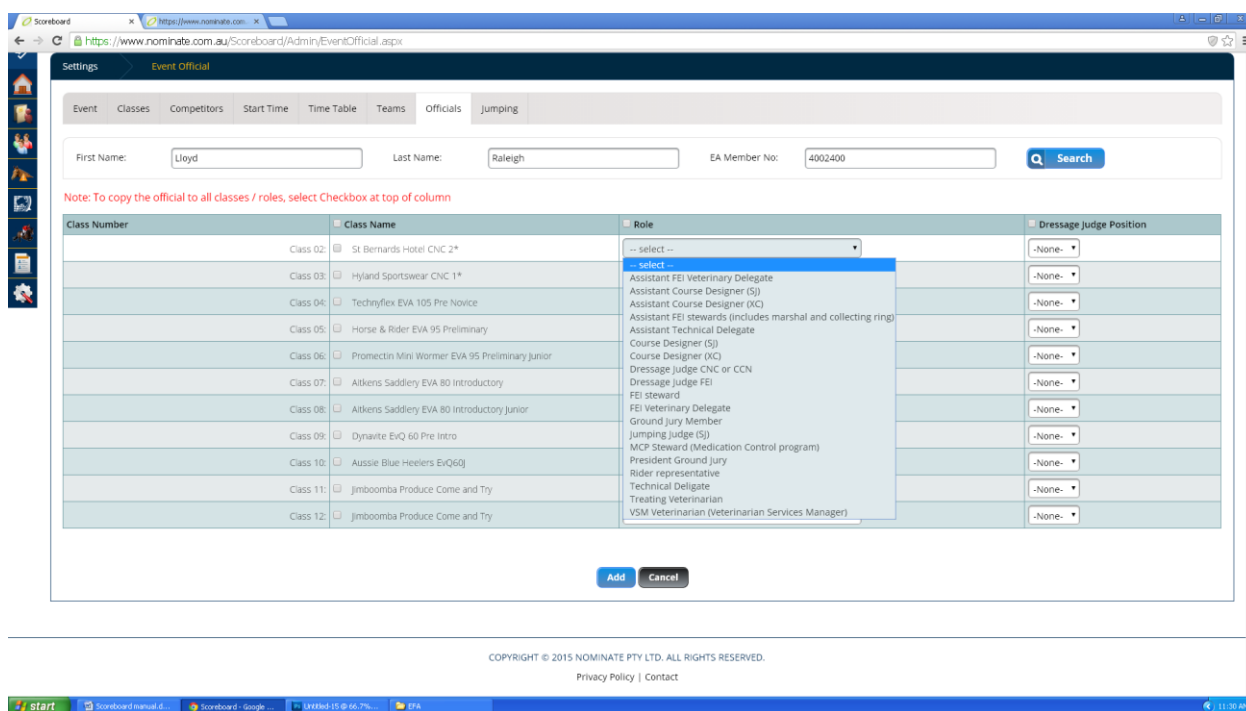 Scoreboard https://www.nominate.com
https://www.nominate.com.au/Scoreboard/Admin/EventOfficial.aspx
Settings Event Official
Event Classes Competitors Start Time Time Table Teams Officials Jumping
First Name: Lloyd Last Name: Raleigh EA Member No: 4002400 Search
Note: To copy the official to all classes / roles, select Checkbox at top of column
Class Number Class Name Role Dressage Judge Position
Class 02: St Bernards Hotel CNC 2* -- select -- -None-
Class 03: Hyland Sportswear CNC 1* -None-
Class 04: Technyflex EVA 105 Pre Novice -None-
Class 05: Horse & Rider EVA 95 Preliminary -None-
Class 06: Promectin Mini Wormer EVA 95 Preliminary Junior -None-
Class 07: Aitkens Saddlery EVA 80 Introductory -None-
Class 08: Aitkens Saddlery EVA 80 Introductory Junior -None-
Class 09: Dynavite EvQ 60 Pre Intro -None-
Class 10: Aussie Blue Heelers EvQ60J -None-
Class 11: Jimboomba Produce Come and Try -None-
Class 12: Jimboomba Produce Come and Try -None-
-- select --
Assistant FEI Veterinary Delegate
Assistant Course Designer (SJ)
Assistant Course Designer (XC)
Assistant FEI stewards (includes marshal and collecting ring)
Assistant Technical Delegate
Course Designer (SJ)
Course Designer (XC)
Dressage Judge CNC or CCN
Dressage Judge FEI
FEI steward
FEI Veterinary Delegate
Ground Jury Member
Jumping Judge (SJ)
MCP Steward (Medication Control program)
President Ground Jury
Rider representative
Technical Deligate
Treating Veterinarian
VSM Veterinarian (Veterinarian Services Manager)
Add Cancel
COPYRIGHT © 2015 NOMINATE PTY LTD. ALL RIGHTS RESERVED.
Privacy Policy | Contact
start Scoreboard manual.d... Scoreboard - Google ... Untitled-15 @ 66.7%... EFA 11:30 AM